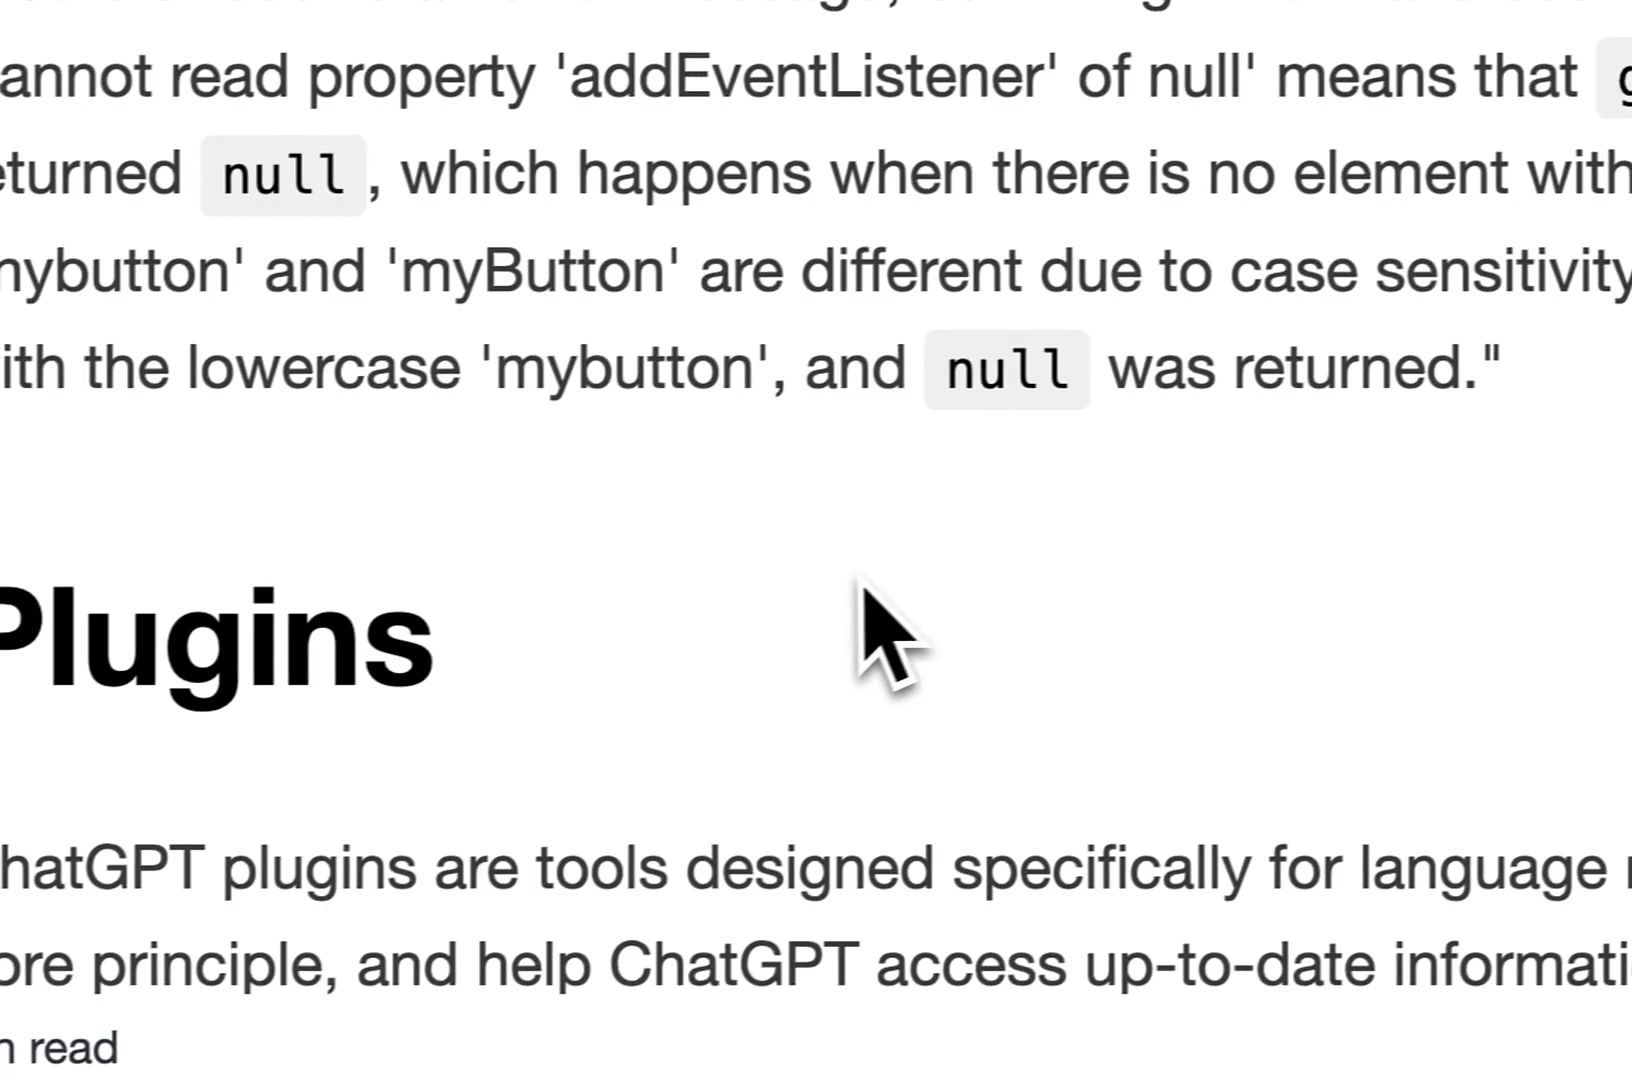 annot read property 'addEventListener' of null' means that g
eturned null, which happens when there is no element with
mybutton' and 'myButton' are different due to case sensitivity
ith the lowercase 'mybutton', and null was returned."
Plugins
hatGPT plugins are tools designed specifically for language
ore principle, and help ChatGPT access up-to-date informati
n read